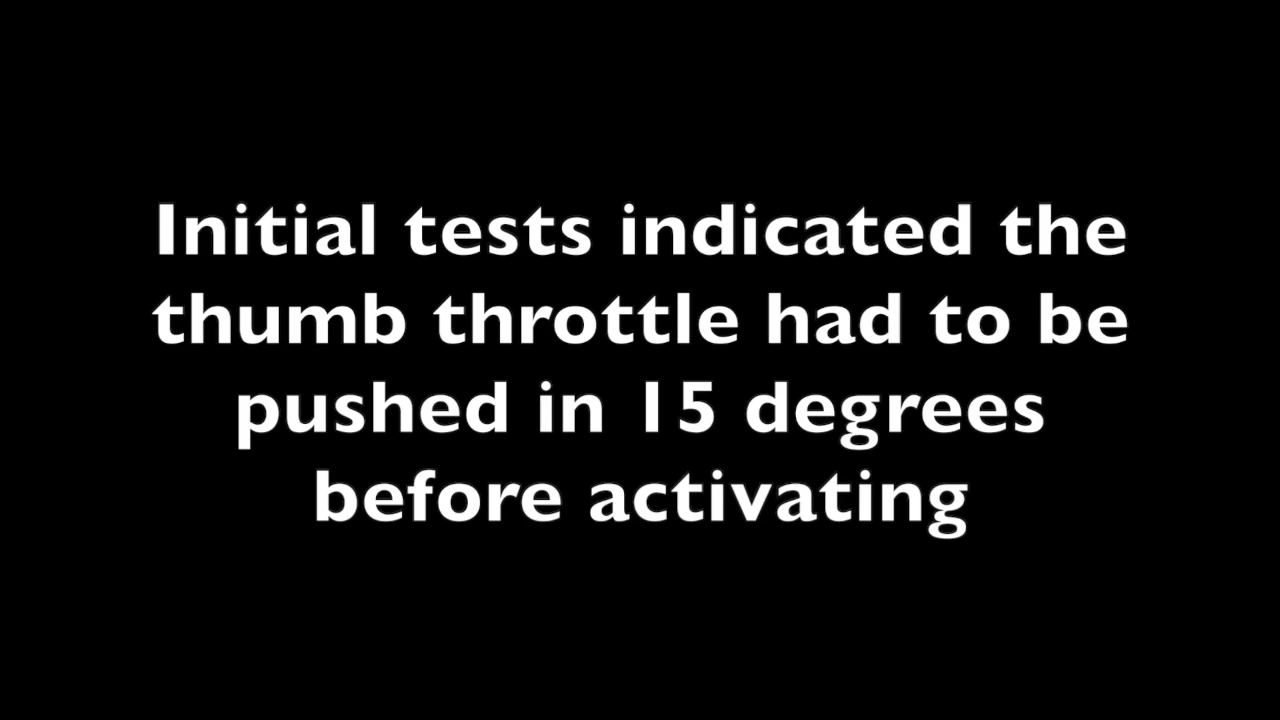 Initial tests indicated the
thumb throttle had to be
pushed in 15 degrees
before activating